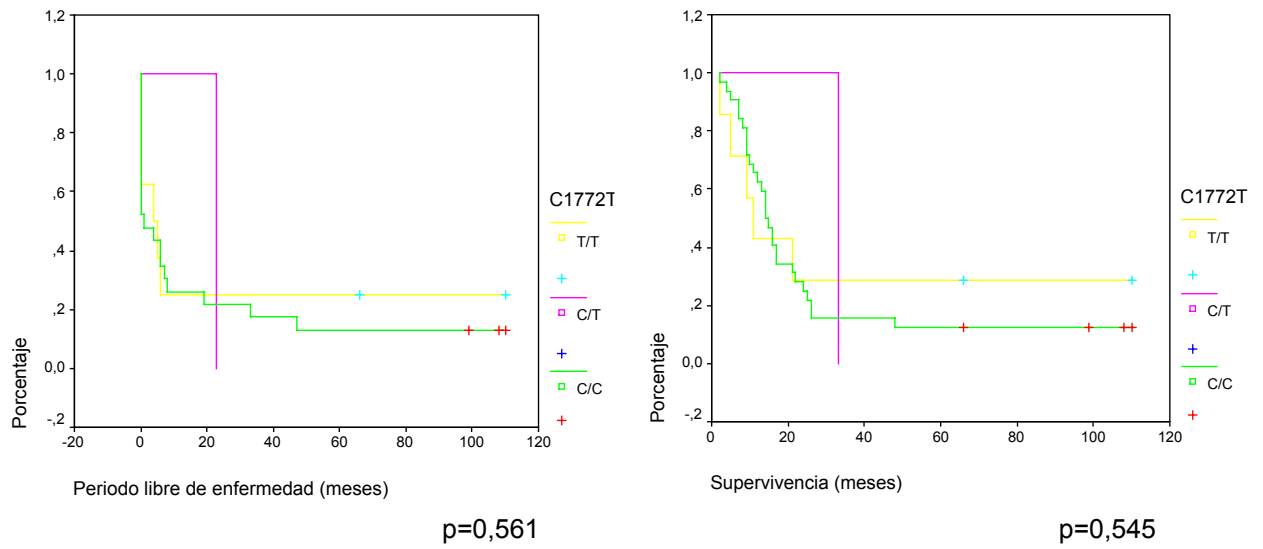 1,2
1,0
,8
,6
,4
,2
0,0
-,2
-20
0
20
40
60
80
100
120
Porcentaje
Periodo libre de enfermedad (meses)
p=0,561
C1772T
T/T
C/T
C/C
1,2
1,0
,8
,6
,4
,2
0,0
-,2
0
20
40
60
80
100
120
Porcentaje
Supervivencia (meses)
p=0,545
C1772T
T/T
C/T
C/C